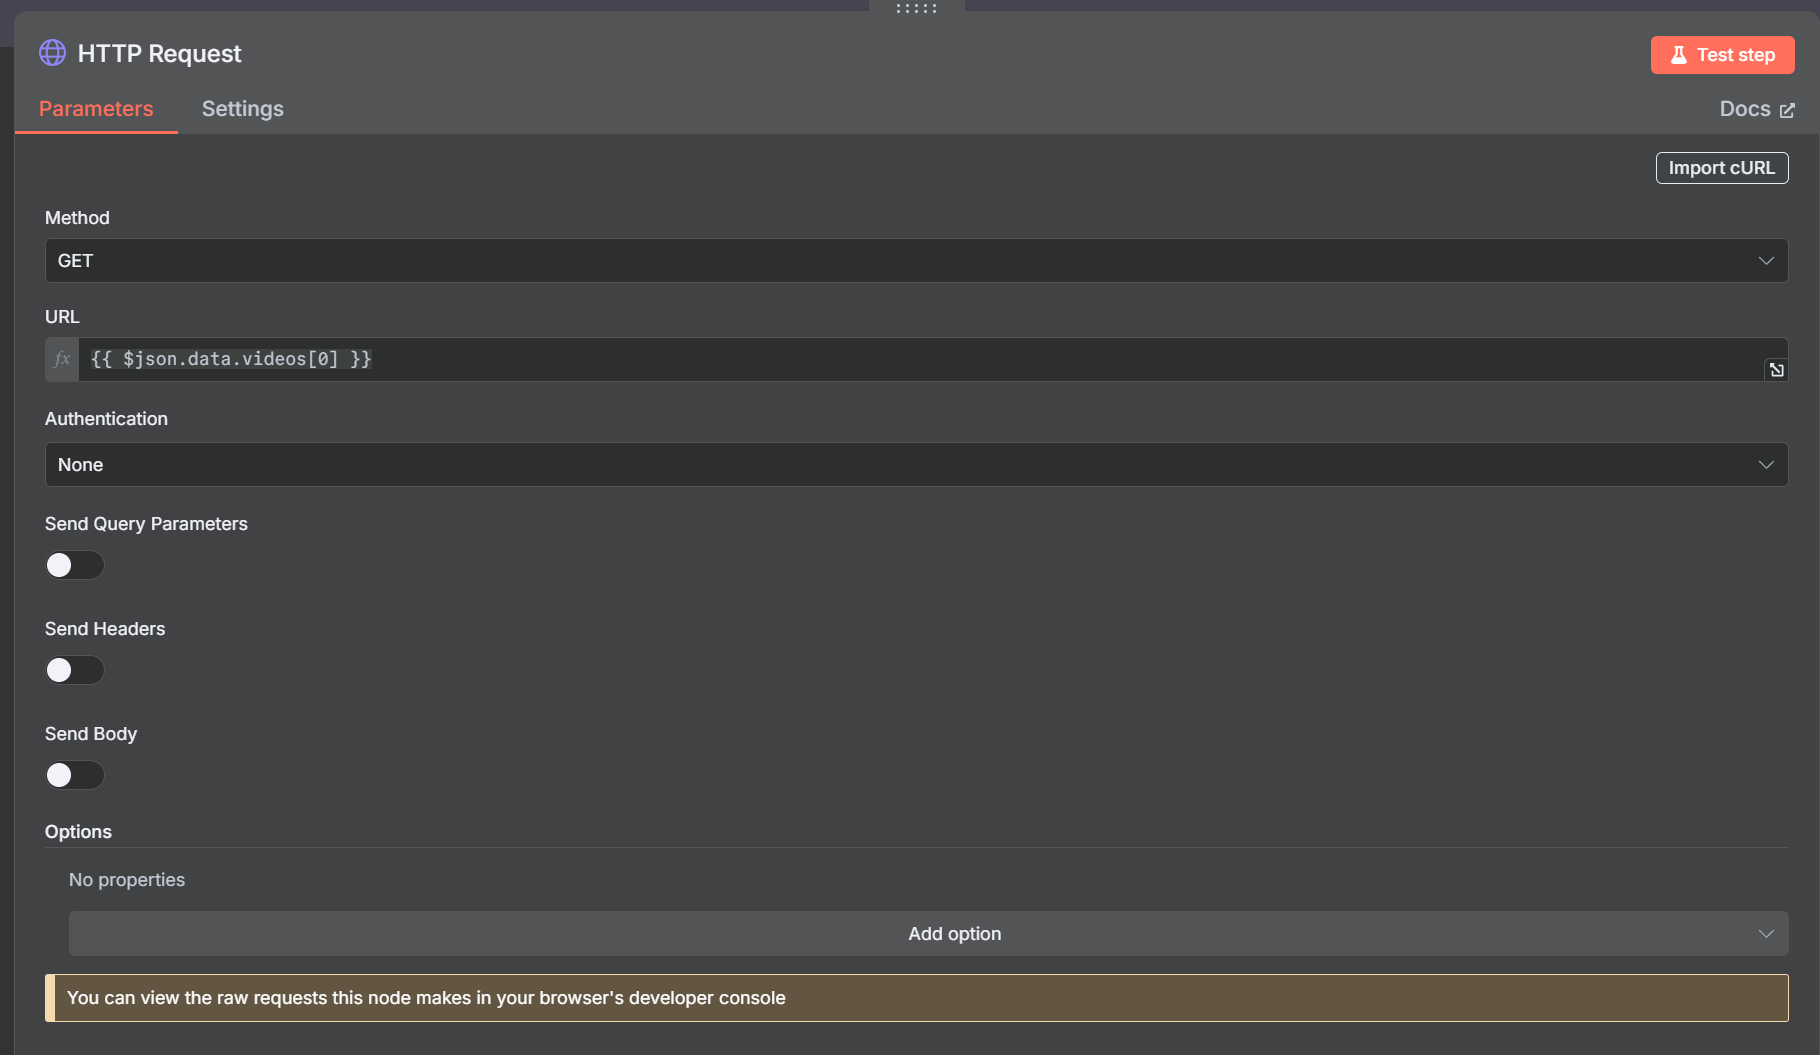 HTTP Request
Test step
Parameters
Settings
Docs
Import cURL
Method
GET
URL
fx
{{ $json.data.videos[0] }}
Authentication
None
Send Query Parameters
Send Headers
Send Body
Options
No properties
Add option
You can view the raw requests this node makes in your browser's developer console